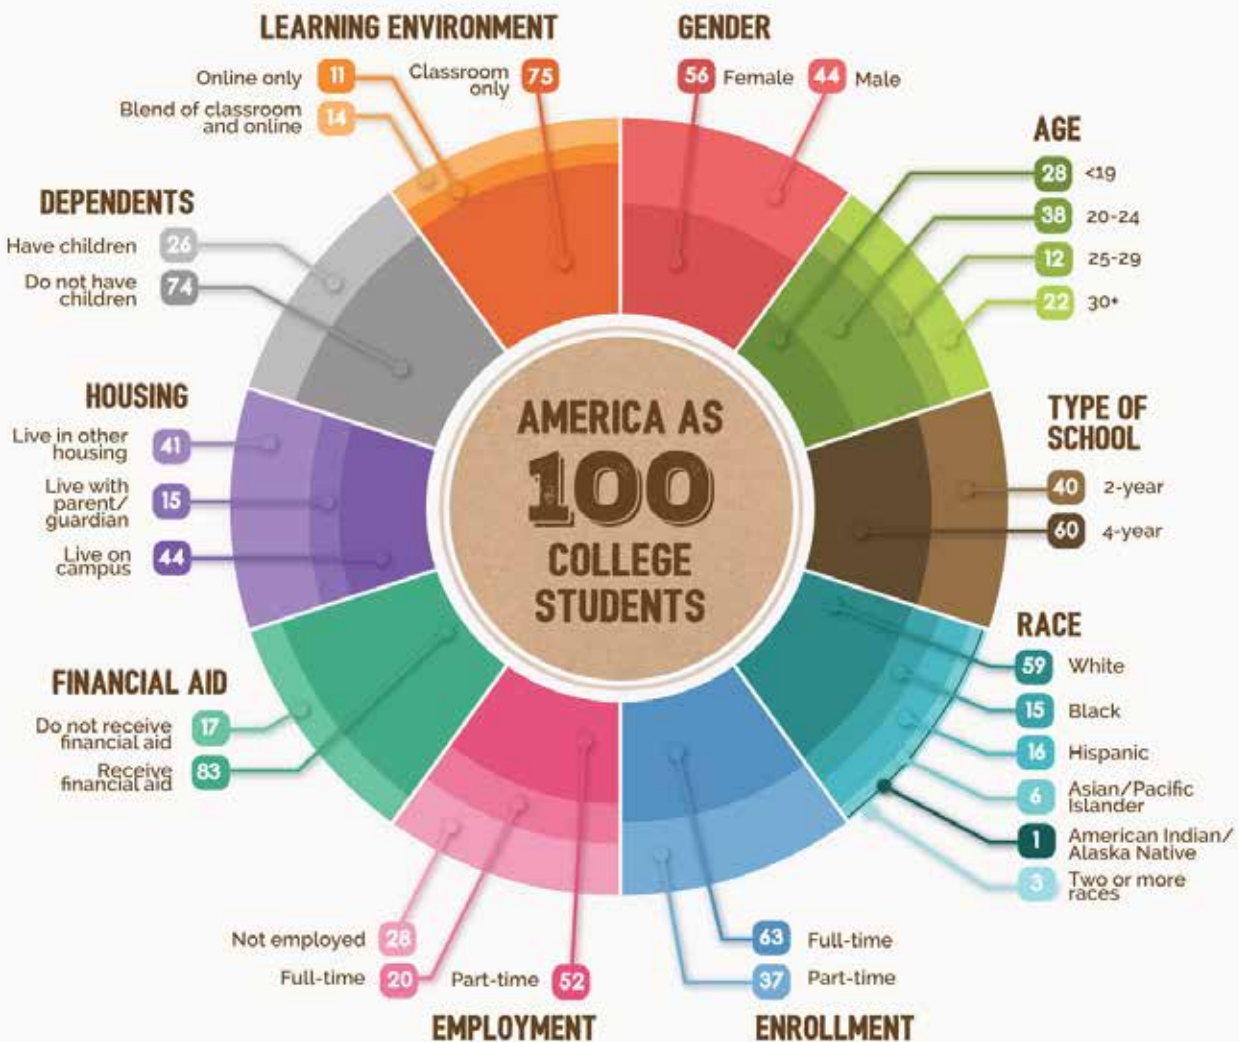 LEARNING ENVIRONMENT
Online only
11
Blend of classroom
and online
14
Classroom
only
75
GENDER
56
Female
44
Male
AGE
28
<19
38
20-24
12
25-29
22
30+
TYPE OF
SCHOOL
40
2-year
60
4-year
RACE
59
White
15
Black
16
Hispanic
6
Asian/Pacific
Islander
1
American Indian/
Alaska Native
3
Two or more
races
ENROLLMENT
63
Full-time
37
Part-time
EMPLOYMENT
Not employed
28
Full-time
20
Part-time
52
FINANCIAL AID
Do not receive
financial aid
17
Receive
financial aid
83
HOUSING
Live in other
housing
41
Live with
parent/
guardian
15
Live on
campus
44
DEPENDENTS
Have children
26
Do not have
children
74
AMERICA AS
100
COLLEGE
STUDENTS